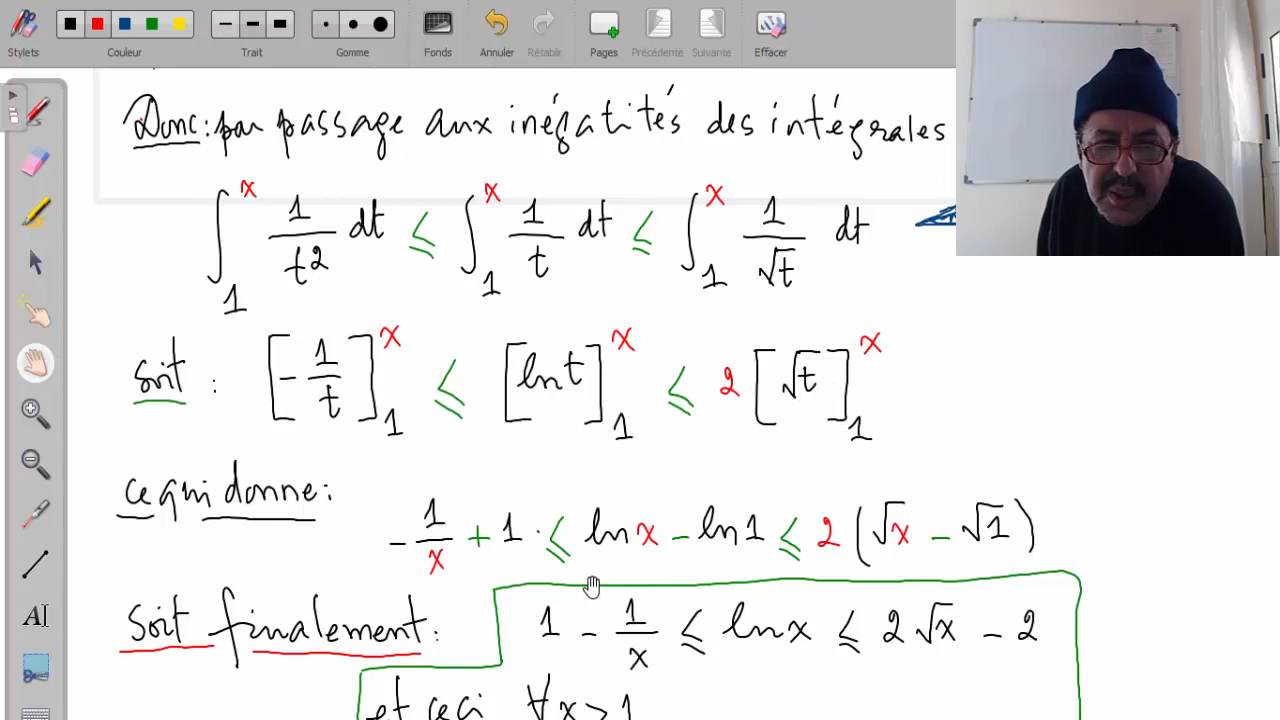 Stylets Couleur Trait Gomme Fonds Annuler Rétablir Pages Précédente Suivante Effacer
Donc: par passage aux inégalités des intégrales
∫₁ˣ 1/t² dt ≤ ∫₁ˣ 1/t dt ≤ ∫₁ˣ 1/√t dt
soit : [-1/t]₁ˣ ≤ [ln t]₁ˣ ≤ 2 [√t]₁ˣ
ce qui donne :
-1/x + 1 ≤ ln x - ln 1 ≤ 2 (√x - √1)
Soit finalement : 1 - 1/x ≤ ln x ≤ 2√x - 2
et ceci ∀x > 1